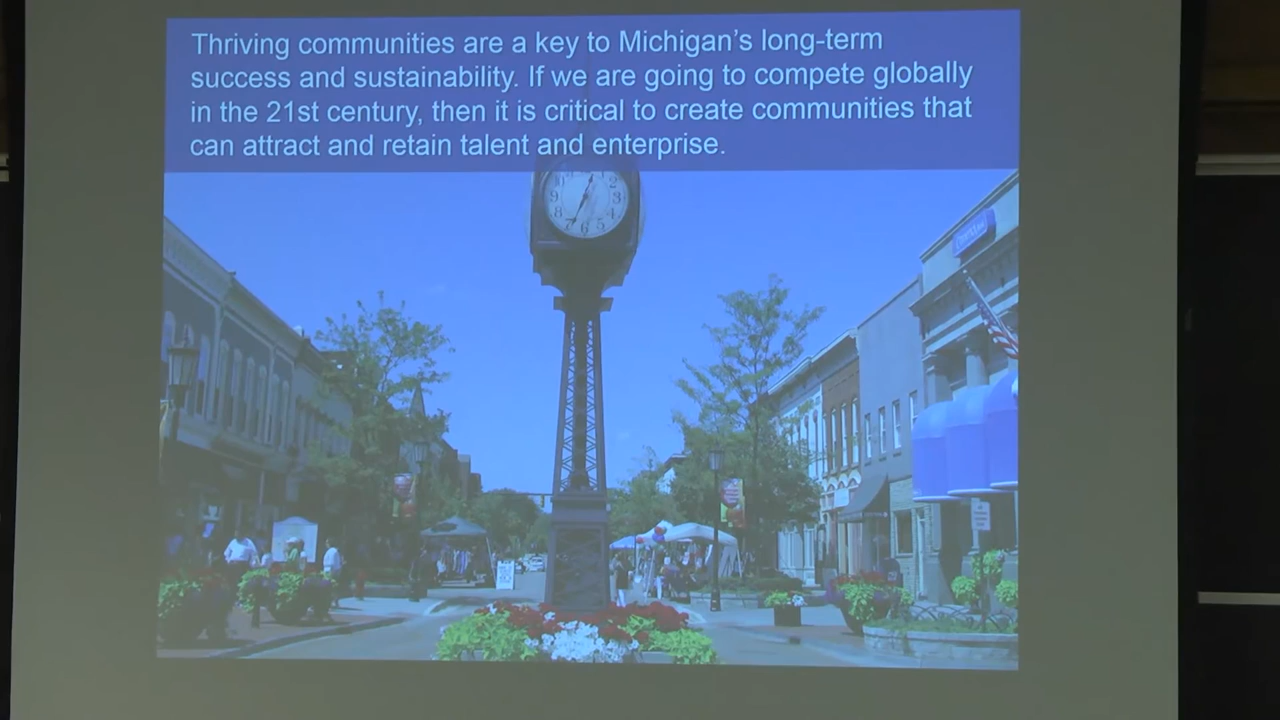 Thriving communities are a key to Michigan's long-term
success and sustainability. If we are going to compete globally
in the 21st century, then it is critical to create communities that
can attract and retain talent and enterprise.